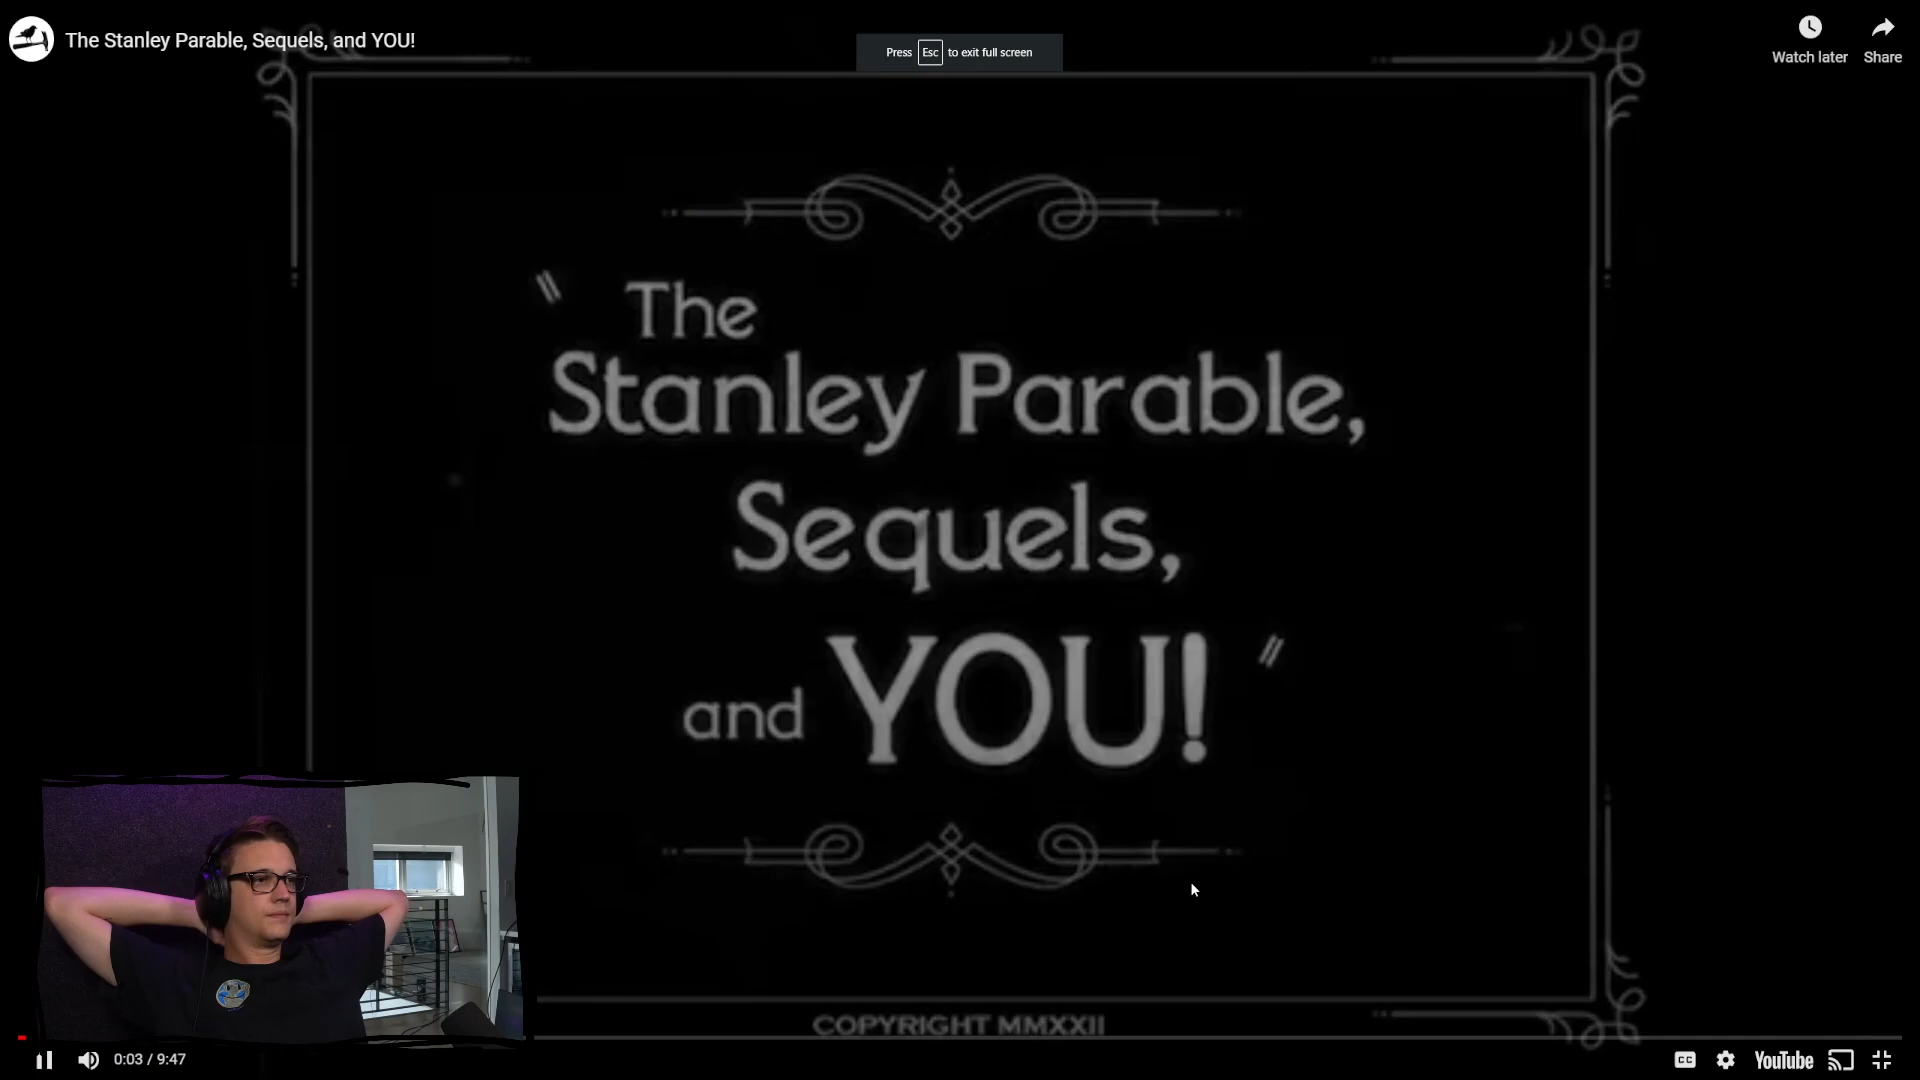 The Stanley Parable, Sequels, and YOU!
Press Esc to exit full screen
Watch later
Share
" The
Stanley Parable,
Sequels,
and YOU! "
COPYRIGHT MMXXII
0:03 / 9:47
CC
YouTube